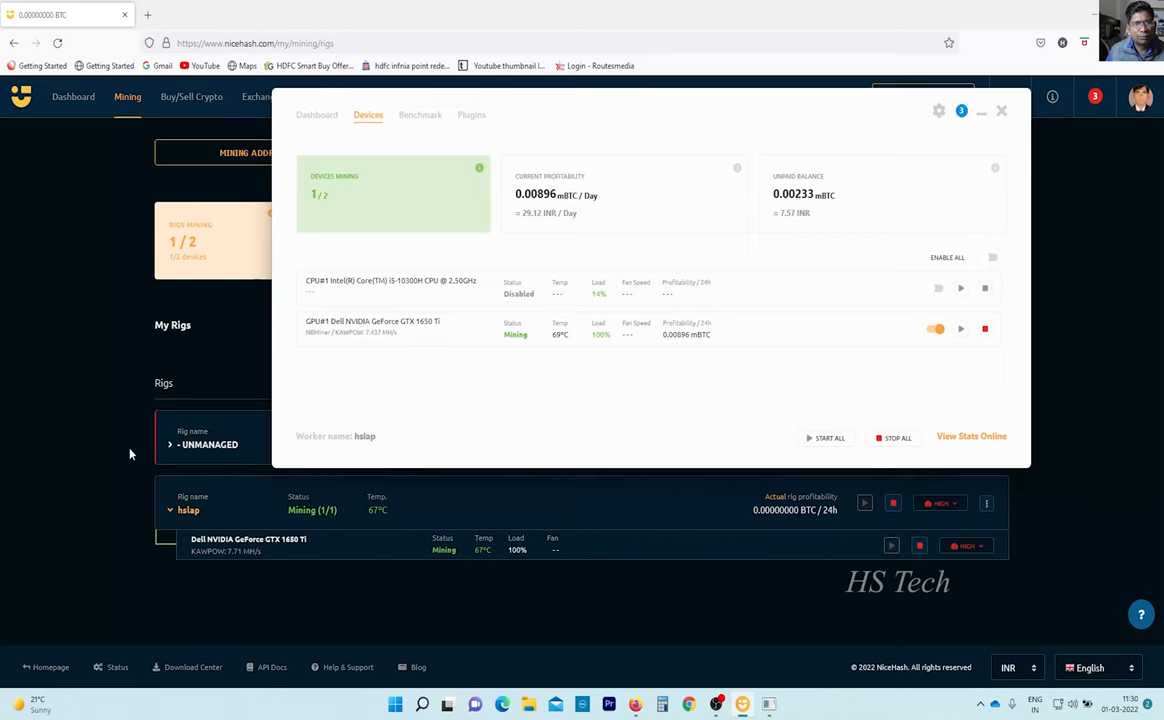 0.00000000 BTC
https://www.nicehash.com/my/mining/rigs
Getting Started
Getting Started
Gmail
YouTube
Maps
HDFC Smart Buy Offer...
hdfc infnia point rede...
Youtube thumbnail I...
Login - Routesmedia
Dashboard
Mining
Buy/Sell Crypto
Exchan
3
MINING ADD
Dashboard
Devices
Benchmark
Plugins
3
DEVICES MINING
1 / 2
CURRENT PROFITABILITY
0.00896 mBTC / Day
= 29.12 INR / Day
UNPAID BALANCE
0.00233 mBTC
= 7.57 INR
RIGS MINING
1 / 2
1/2 devices
ENABLE ALL
CPU#1 Intel(R) Core(TM) i5-10300H CPU @ 2.50GHz
---
Status
Disabled
Temp
---
Load
14%
Fan Speed
---
Profitability / 24h
---
GPU#1 Dell NVIDIA GeForce GTX 1650 Ti
NBMiner / KAWPOW: 7.437 MH/s
Status
Mining
Temp
69°C
Load
100%
Fan Speed
---
Profitability / 24h
0.00896 mBTC
My Rigs
Rigs
Worker name: hslap
START ALL
STOP ALL
View Stats Online
Rig name
- UNMANAGED
Rig name
hslap
Status
Mining (1/1)
Temp.
67°C
Actual rig profitability
0.00000000 BTC / 24h
HIGH
Dell NVIDIA GeForce GTX 1650 Ti
KAWPOW: 7.71 MH/s
Status
Mining
Temp
67°C
Load
100%
Fan
--
HIGH
HS Tech
?
Homepage
Status
Download Center
API Docs
Help & Support
Blog
© 2022 NiceHash. All rights reserved
INR
English
21°C
Sunny
ENG
IN
11:30
01-03-2022
2